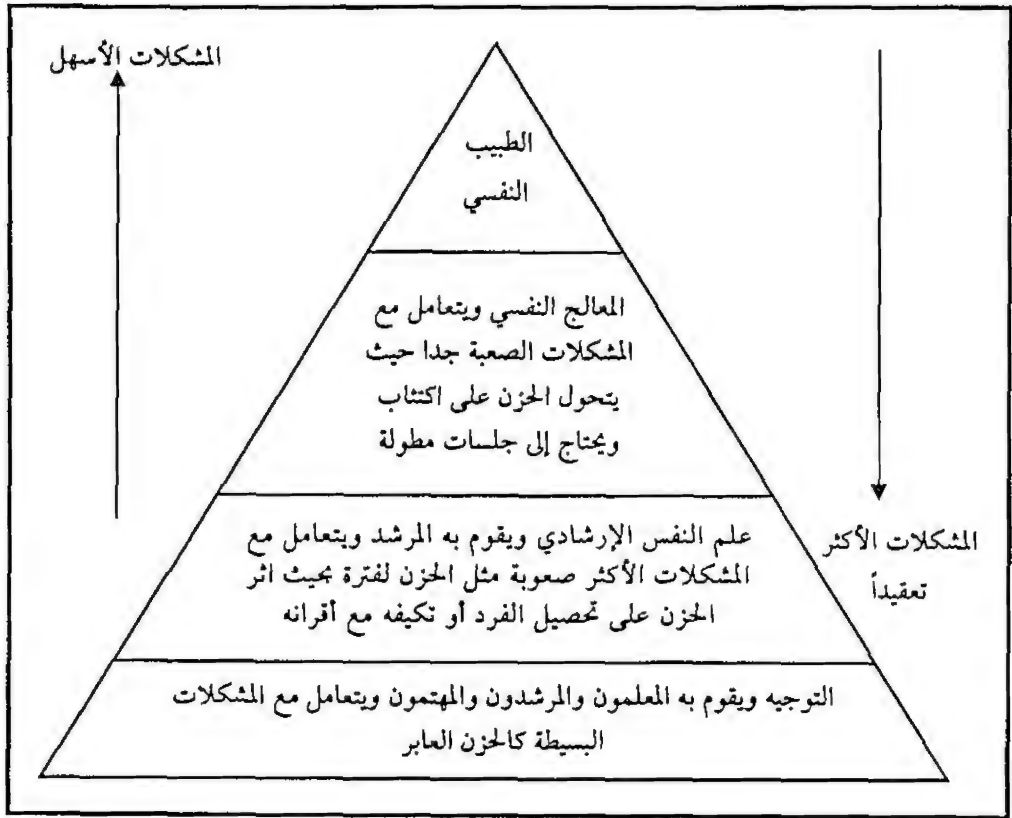 المشكلات الأسهل
الطبيب
النفسي
المعالج النفسي ويتعامل مع
المشكلات الصعبة جدا حيث
يتحول الحزن على اكتئاب
ويحتاج إلى جلسات مطولة
علم النفس الإرشادي ويقوم به المرشد ويتعامل مع
المشكلات الأكثر صعوبة مثل الحزن لفترة بحيث اثر
الحزن على تحصيل الفرد أو تكيفه مع أقرانه
المشكلات الأكثر
تعقيداً
التوجيه ويقوم به المعلمون والمرشدون والمهتمون ويتعامل مع المشكلات
البسيطة كالحزن العابر